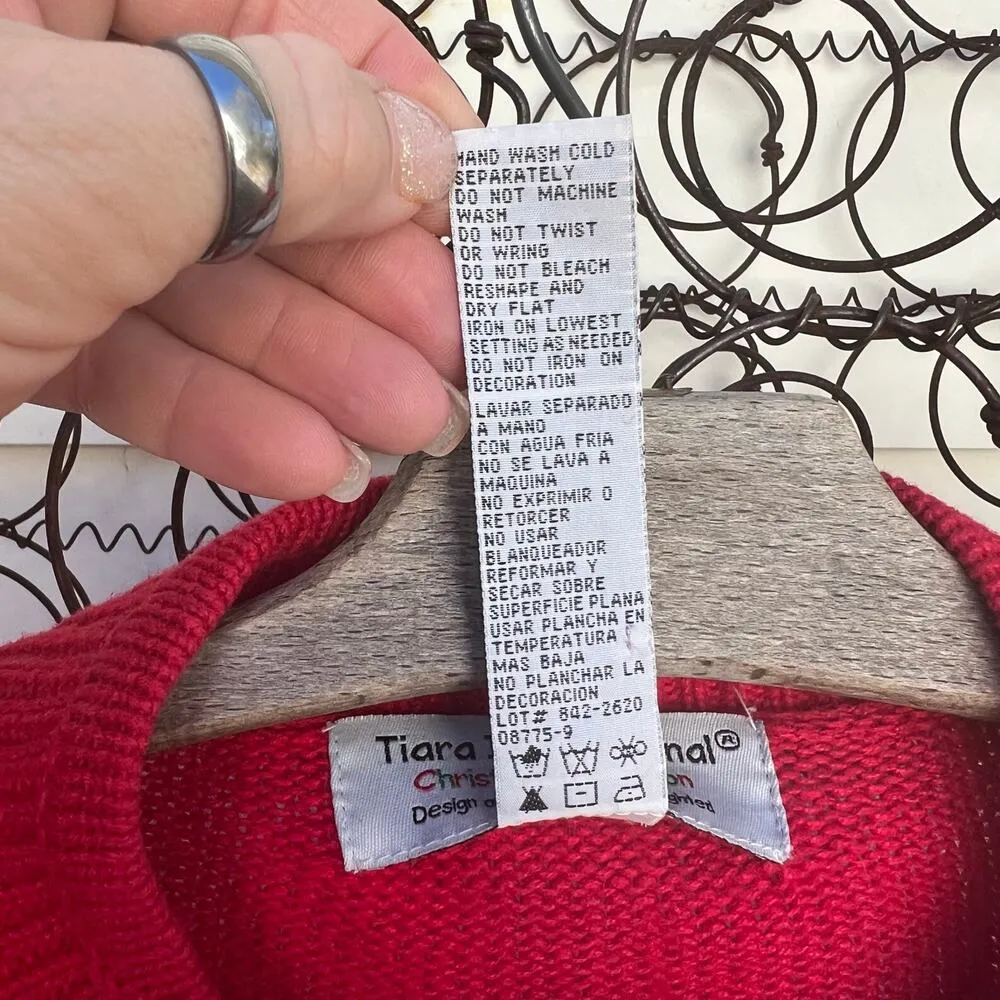 HAND WASH COLD
SEPARATELY
DO NOT MACHINE
WASH
DO NOT TWIST
OR WRING
DO NOT BLEACH
RESHAPE AND
DRY FLAT
IRON ON LOWEST
SETTING AS NEEDED
DO NOT IRON ON
DECORATION
LAVAR SEPARADO
A MANO
CON AGUA FRIA
NO SE LAVA A
MAQUINA
NO EXPRIMIR O
RETORCER
NO USAR
BLANQUEADOR
REFORMAR Y
SECAR SOBRE
SUPERFICIE PLANA
USAR PLANCHA EN
TEMPERATURA
MAS BAJA
NO PLANCHAR LA
DECORACION
LOT# 842-2620
08775-9
Tiara
Design